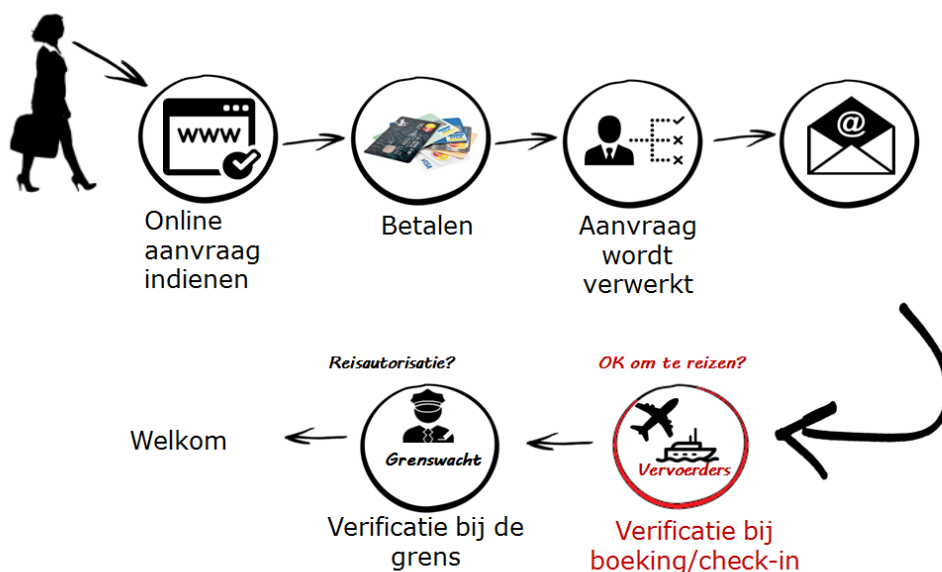 www
@
VISA
Online
aanvraag
indienen
Betalen
Aanvraag
wordt
verwerkt
Reisautorisatie?
OK om te reizen?
Welkom
Grenswacht
Vervoerders
Verificatie bij de
grens
Verificatie bij
boeking/check-in